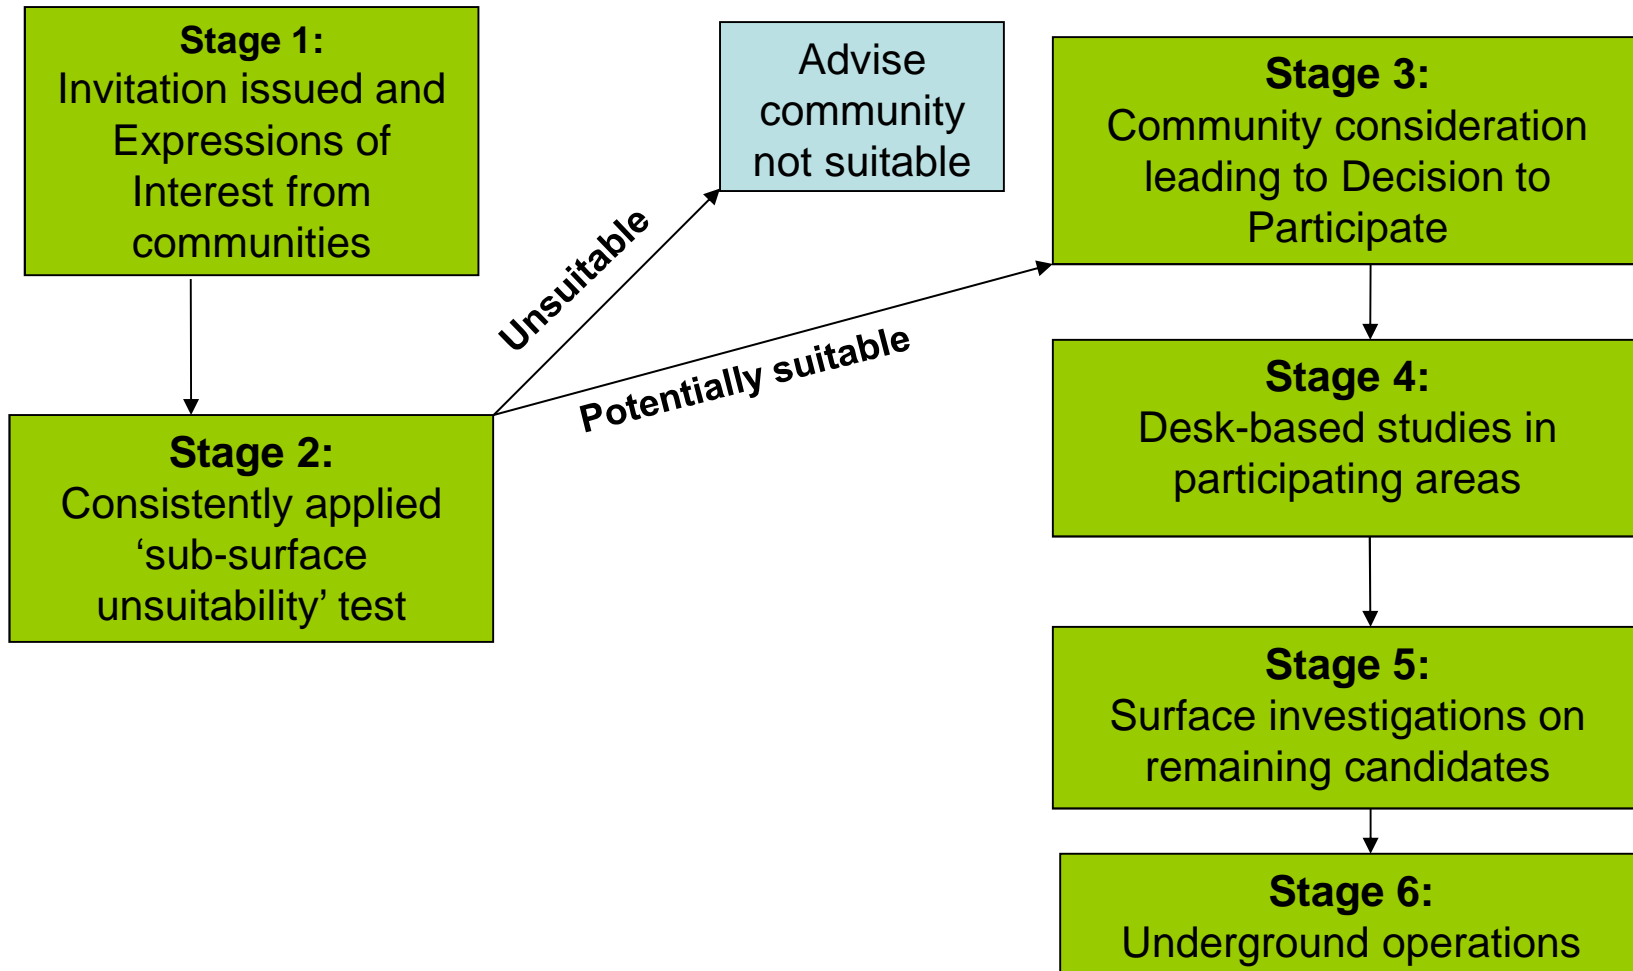 Stage 1:
Invitation issued and
Expressions of
Interest from
communities
Advise
community
not suitable
Stage 3:
Community consideration
leading to Decision to
Participate
Unsuitable
Potentially suitable
Stage 2:
Consistently applied
‘sub-surface
unsuitability’ test
Stage 4:
Desk-based studies in
participating areas
Stage 5:
Surface investigations on
remaining candidates
Stage 6:
Underground operations